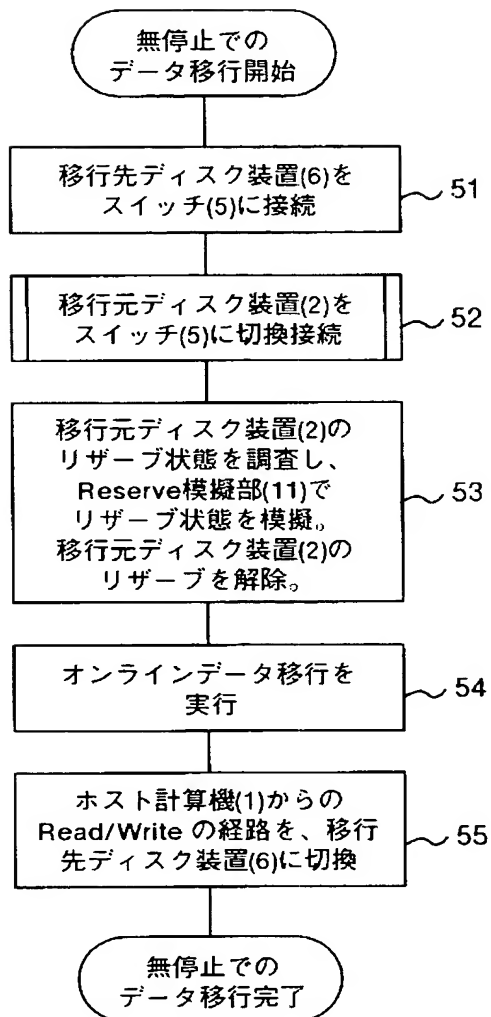 無停止での
データ移行開始
移行先ディスク装置(6)を
スイッチ(5)に接続
51
移行元ディスク装置(2)を
スイッチ(5)に切換接続
52
移行元ディスク装置(2)の
リザーブ状態を調査し、
Reserve模擬部(11)で
リザーブ状態を模擬。
移行元ディスク装置(2)の
リザーブを解除。
53
オンラインデータ移行を
実行
54
ホスト計算機(1)からの
Read/Write の経路を、移行
先ディスク装置(6)に切換
55
無停止での
データ移行完了